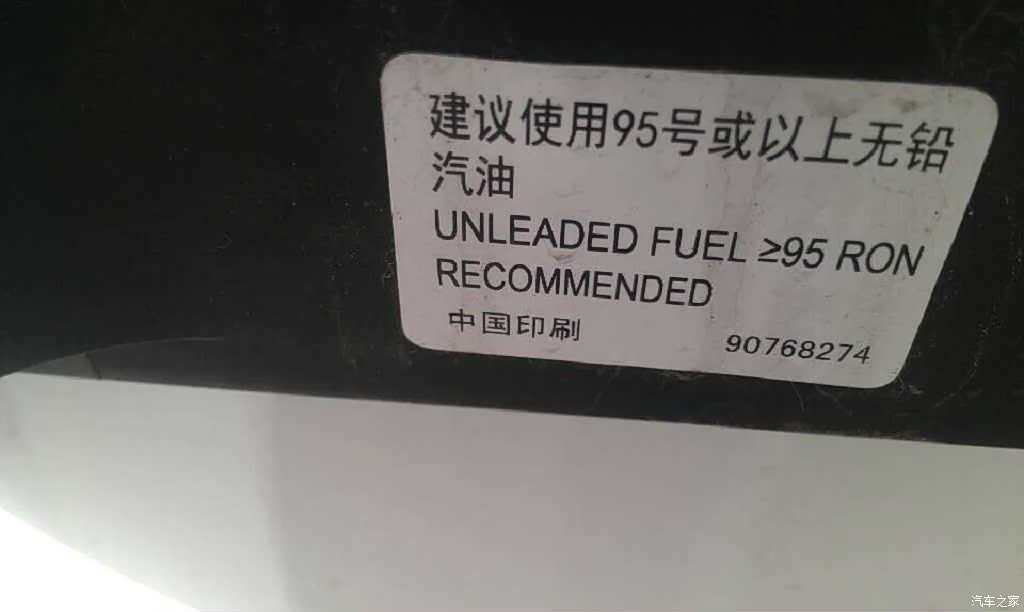 建议使用95号或以上无铅
汽油
UNLEADED FUEL ≥95 RON
RECOMMENDED
中国印刷 90768274
汽车之家